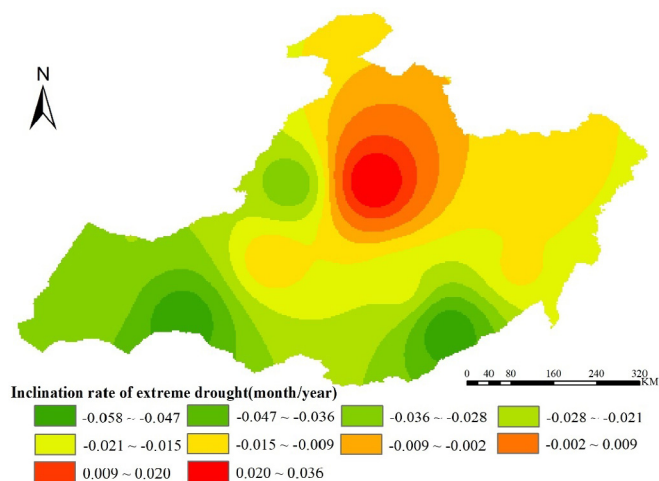 N
0 40 80 160 240 320
KM
Inclination rate of extreme drought(month/year)
-0.058 ~ -0.047 -0.047 ~ -0.036 -0.036 ~ -0.028 -0.028 ~ -0.021
-0.021 ~ -0.015 -0.015 ~ -0.009 -0.009 ~ -0.002 -0.002 ~ 0.009
0.009 ~ 0.020 0.020 ~ 0.036